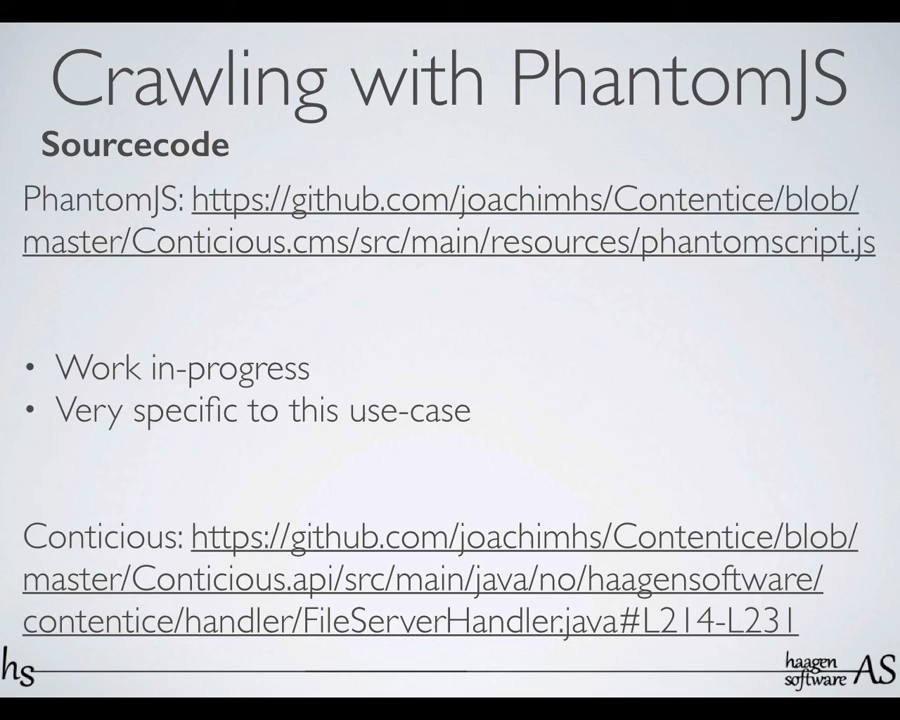 Crawling with PhantomJS
Sourcecode
PhantomJS: https://github.com/joachimhs/Contentice/blob/
master/Conticious.cms/src/main/resources/phantomscript.js
• Work in-progress
• Very specific to this use-case
Conticious: https://github.com/joachimhs/Contentice/blob/
master/Conticious.api/src/main/java/no/haagensoftware/
contentice/handler/FileServerHandler.java#L214-L231
hs
haagen
software AS